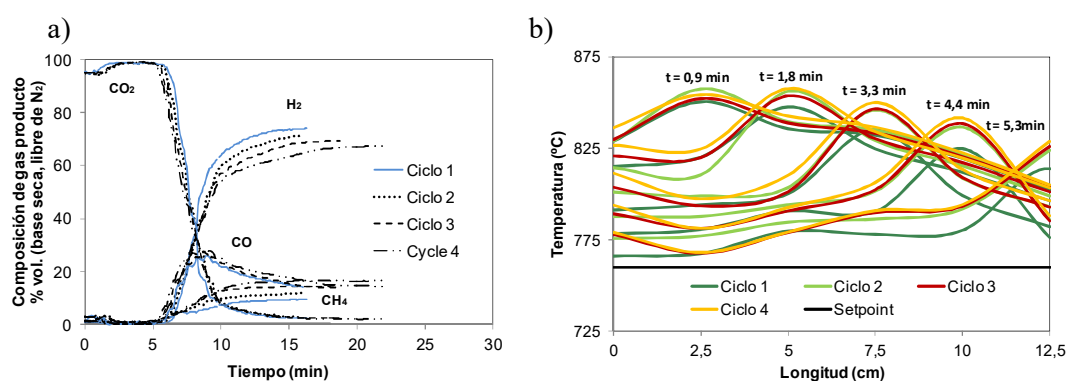 a)
Composición de gas producto
% vol. (base seca, libre de N2)
100
80
60
40
20
0
0
5
10
15
20
25
30
Tiempo (min)
CO2
H2
CO
CH4
Ciclo 1
Ciclo 2
Ciclo 3
Cycle 4
b)
Temperatura (ºC)
875
825
775
725
0
2,5
5
7,5
10
12,5
Longitud (cm)
t = 0,9 min
t = 1,8 min
t = 3,3 min
t = 4,4 min
t = 5,3min
Ciclo 1
Ciclo 2
Ciclo 3
Ciclo 4
Setpoint